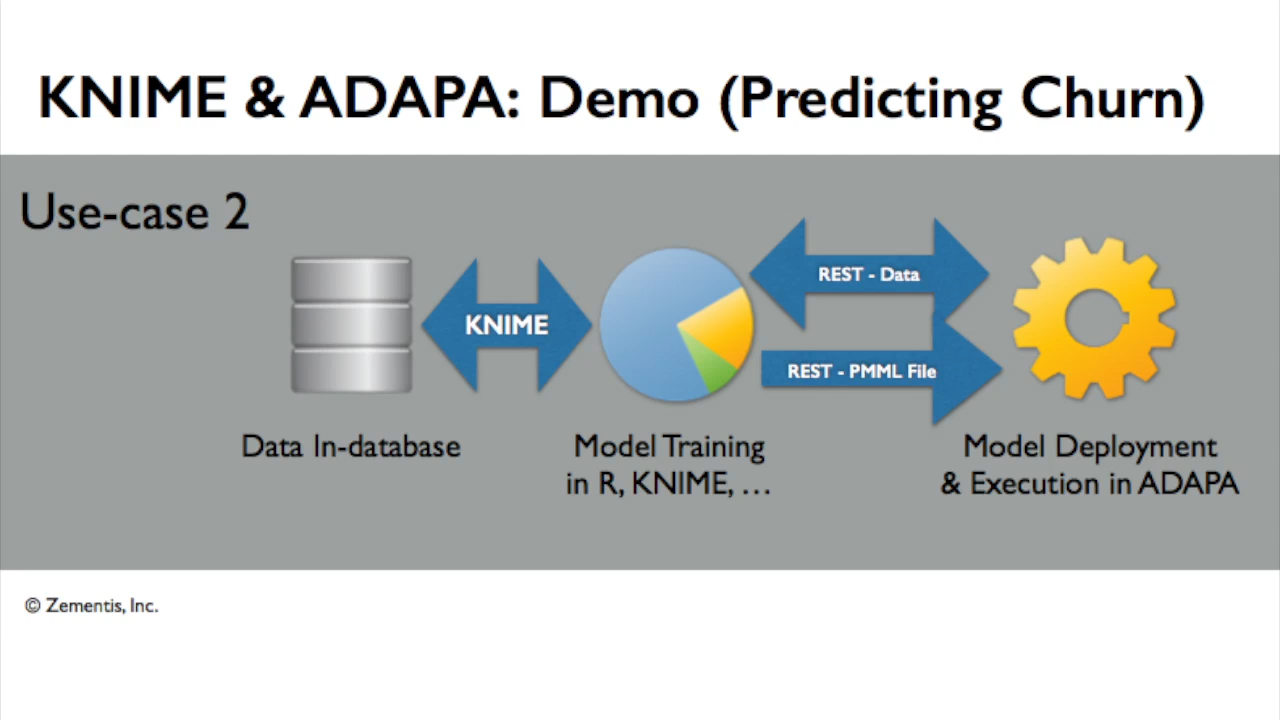 KNIME & ADAPA: Demo (Predicting Churn)
Use-case 2
KNIME
REST - Data
REST - PMML File
Data In-database
Model Training
in R, KNIME, …
Model Deployment
& Execution in ADAPA
© Zementis, Inc.